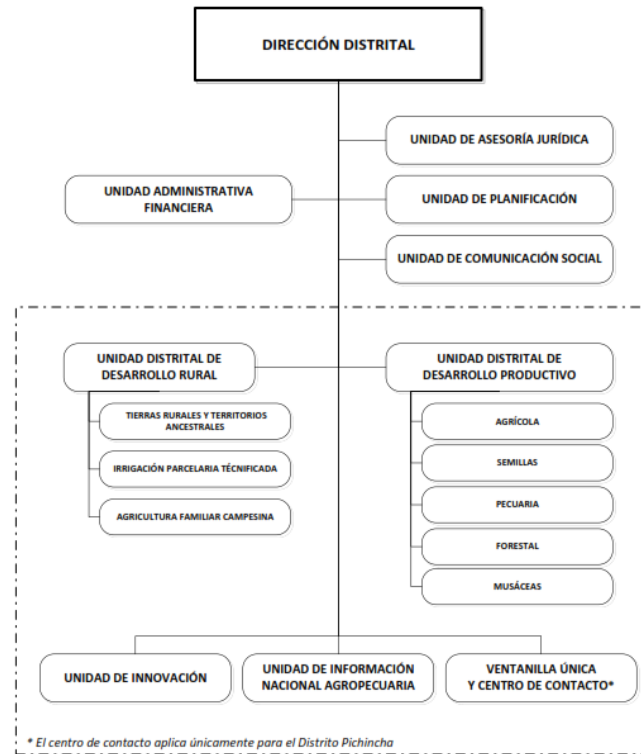 DIRECCIÓN DISTRITAL
UNIDAD DE ASESORÍA JURÍDICA
UNIDAD ADMINISTRATIVA
FINANCIERA
UNIDAD DE PLANIFICACIÓN
UNIDAD DE COMUNICACIÓN SOCIAL
UNIDAD DISTRITAL DE
DESARROLLO RURAL
TIERRAS RURALES Y TERRITORIOS
ANCESTRALES
IRRIGACIÓN PARCELARIA TÉCNIFICADA
AGRICULTURA FAMILIAR CAMPESINA
UNIDAD DISTRITAL DE
DESARROLLO PRODUCTIVO
AGRÍCOLA
SEMILLAS
PECUARIA
FORESTAL
MUSÁCEAS
UNIDAD DE INNOVACIÓN
UNIDAD DE INFORMACIÓN
NACIONAL AGROPECUARIA
VENTANILLA ÚNICA
Y CENTRO DE CONTACTO*
* El centro de contacto aplica únicamente para el Distrito Pichincha